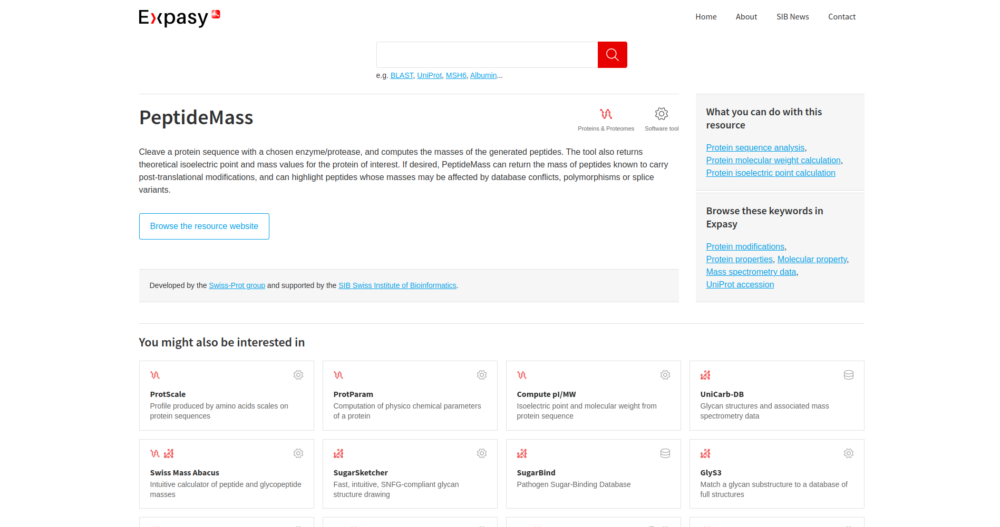 Expasy
Home About SIB News Contact
e.g. BLAST, UniProt, MSH6, Albumin...
PeptideMass
Proteins & Proteomes Software tool
Cleave a protein sequence with a chosen enzyme/protease, and computes the masses of the generated peptides. The tool also returns
theoretical isoelectric point and mass values for the protein of interest. If desired, PeptideMass can return the mass of peptides known to carry
post-translational modifications, and can highlight peptides whose masses may be affected by database conflicts, polymorphisms or splice
variants.
Browse the resource website
Developed by the Swiss-Prot group and supported by the SIB Swiss Institute of Bioinformatics.
What you can do with this
resource
Protein sequence analysis,
Protein molecular weight calculation,
Protein isoelectric point calculation
Browse these keywords in
Expasy
Protein modifications,
Protein properties, Molecular property,
Mass spectrometry data,
UniProt accession
You might also be interested in
ProtScale
Profile produced by amino acids scales on
protein sequences
ProtParam
Computation of physico chemical parameters
of a protein
Compute pI/MW
Isoelectric point and molecular weight from
protein sequence
UniCarb-DB
Glycan structures and associated mass
spectrometry data
Swiss Mass Abacus
Intuitive calculator of peptide and glycopeptide
masses
SugarSketcher
Fast, intuitive, SNFG-compliant glycan
structure drawing
SugarBind
Pathogen Sugar-Binding Database
GlyS3
Match a glycan substructure to a database of
full structures